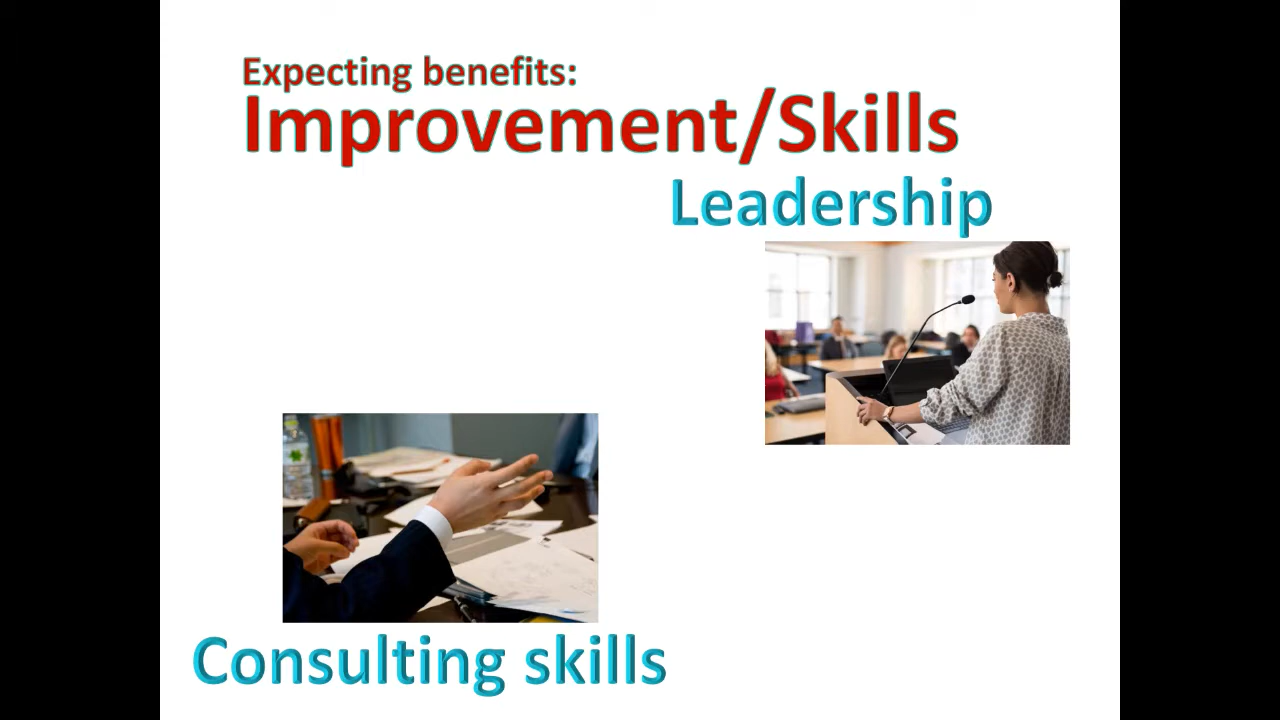 Expecting benefits:
Improvement/Skills
Leadership
Consulting skills